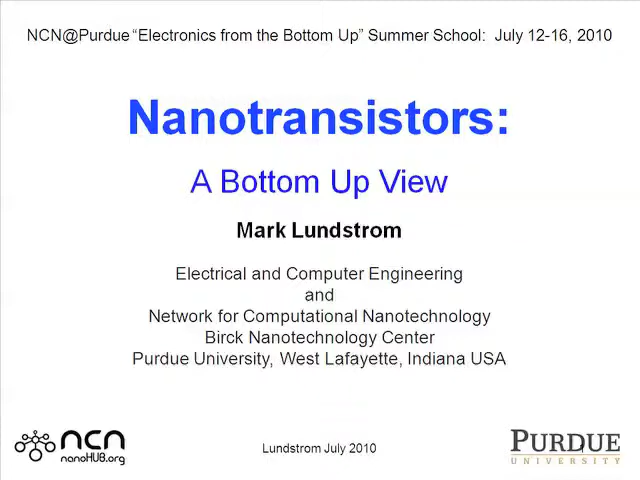 NCN@Purdue “Electronics from the Bottom Up” Summer School: July 12-16, 2010
Nanotransistors:
A Bottom Up View
Mark Lundstrom
Electrical and Computer Engineering
and
Network for Computational Nanotechnology
Birck Nanotechnology Center
Purdue University, West Lafayette, Indiana USA
ncn
nanoHUB.org
Lundstrom July 2010
PURDUE
UNIVERSITY